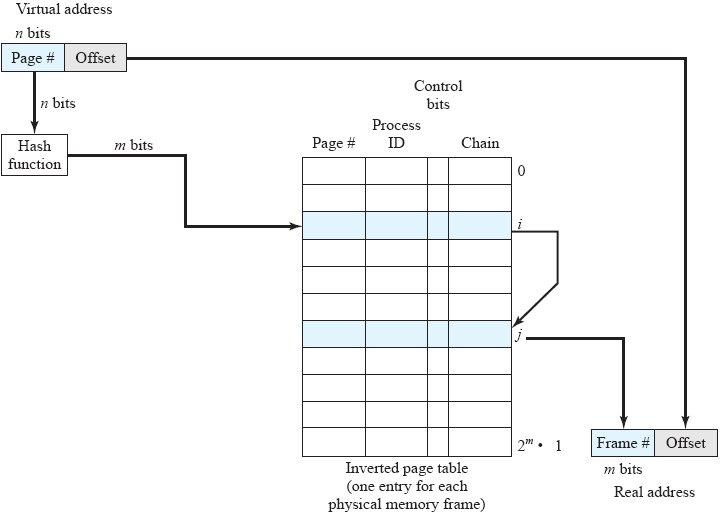 Virtual address
n bits
Page # Offset
n bits
Hash
function
m bits
Control
bits
Process
Page # ID Chain
0
i
j
2^m • 1
Inverted page table
(one entry for each
physical memory frame)
Frame # Offset
m bits
Real address